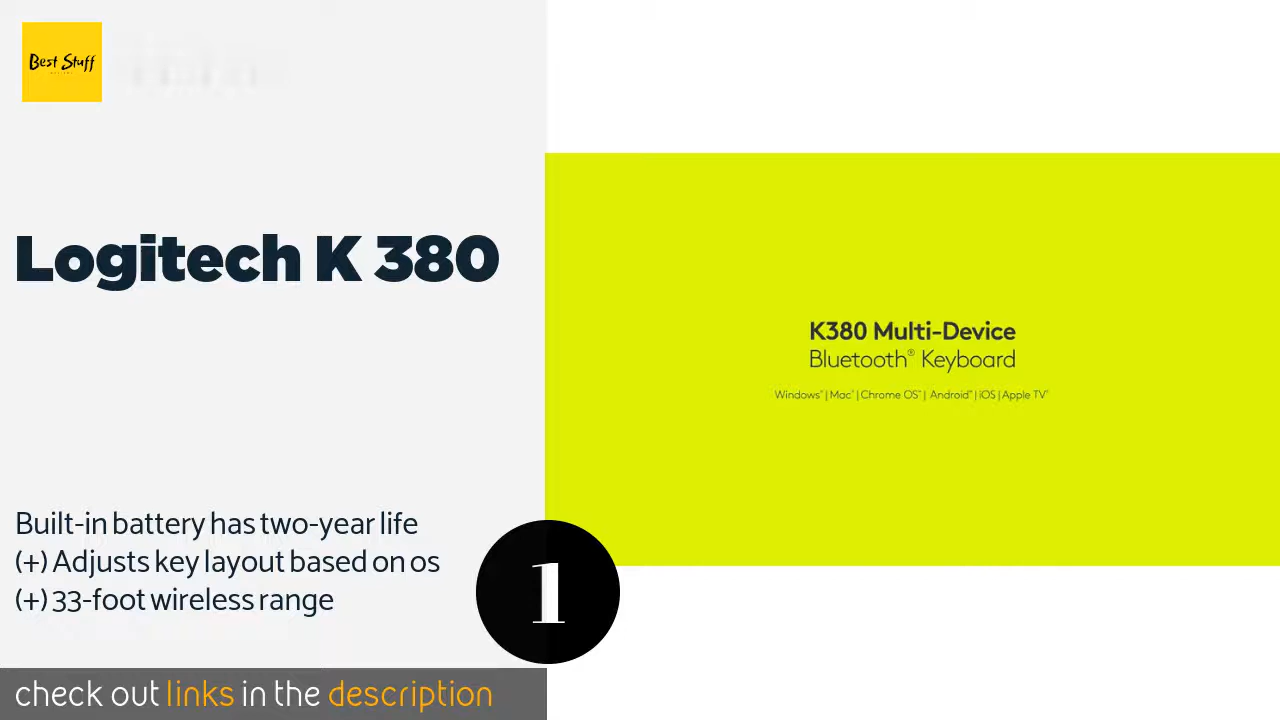 Best Stuff
Logitech K 380
K380 Multi-Device
Bluetooth® Keyboard
Windows™ | Mac® | Chrome OS™ | Android™ | iOS | Apple TV®
Built-in battery has two-year life
(+) Adjusts key layout based on os
(+) 33-foot wireless range
1
check out links in the description